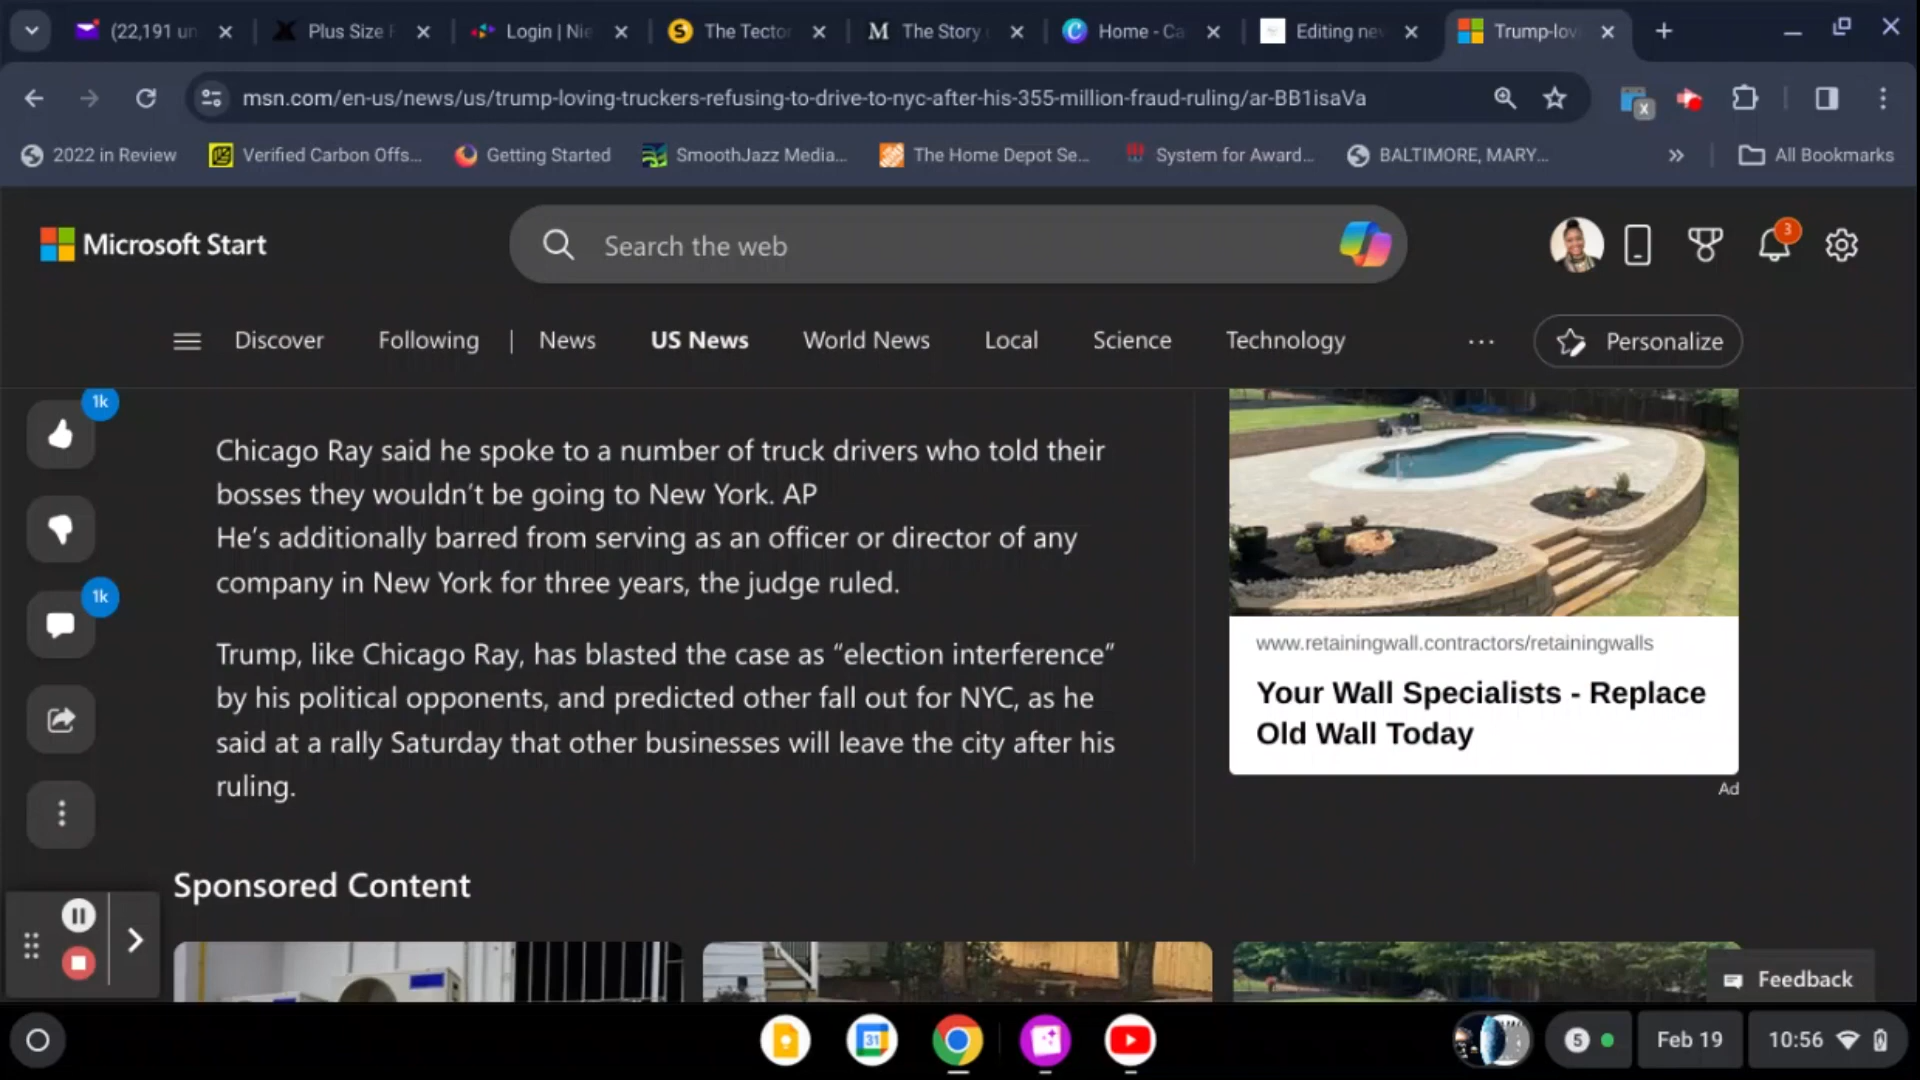 (22,191 un
Plus Size F
Login | Nie
The Tector
The Story
Home - Ca
Editing nev
Trump-lov
msn.com/en-us/news/us/trump-loving-truckers-refusing-to-drive-to-nyc-after-his-355-million-fraud-ruling/ar-BB1isaVa
2022 in Review
Verified Carbon Offs...
Getting Started
SmoothJazz Media...
The Home Depot Se...
System for Award...
BALTIMORE, MARY...
All Bookmarks
Microsoft Start
Search the web
3
Discover
Following
News
US News
World News
Local
Science
Technology
Personalize
1k
Chicago Ray said he spoke to a number of truck drivers who told their
bosses they wouldn't be going to New York. AP
He's additionally barred from serving as an officer or director of any
company in New York for three years, the judge ruled.
1k
Trump, like Chicago Ray, has blasted the case as “election interference”
by his political opponents, and predicted other fall out for NYC, as he
said at a rally Saturday that other businesses will leave the city after his
ruling.
www.retainingwall.contractors/retainingwalls
Your Wall Specialists - Replace
Old Wall Today
Ad
Sponsored Content
Feedback
31
5
Feb 19
10:56